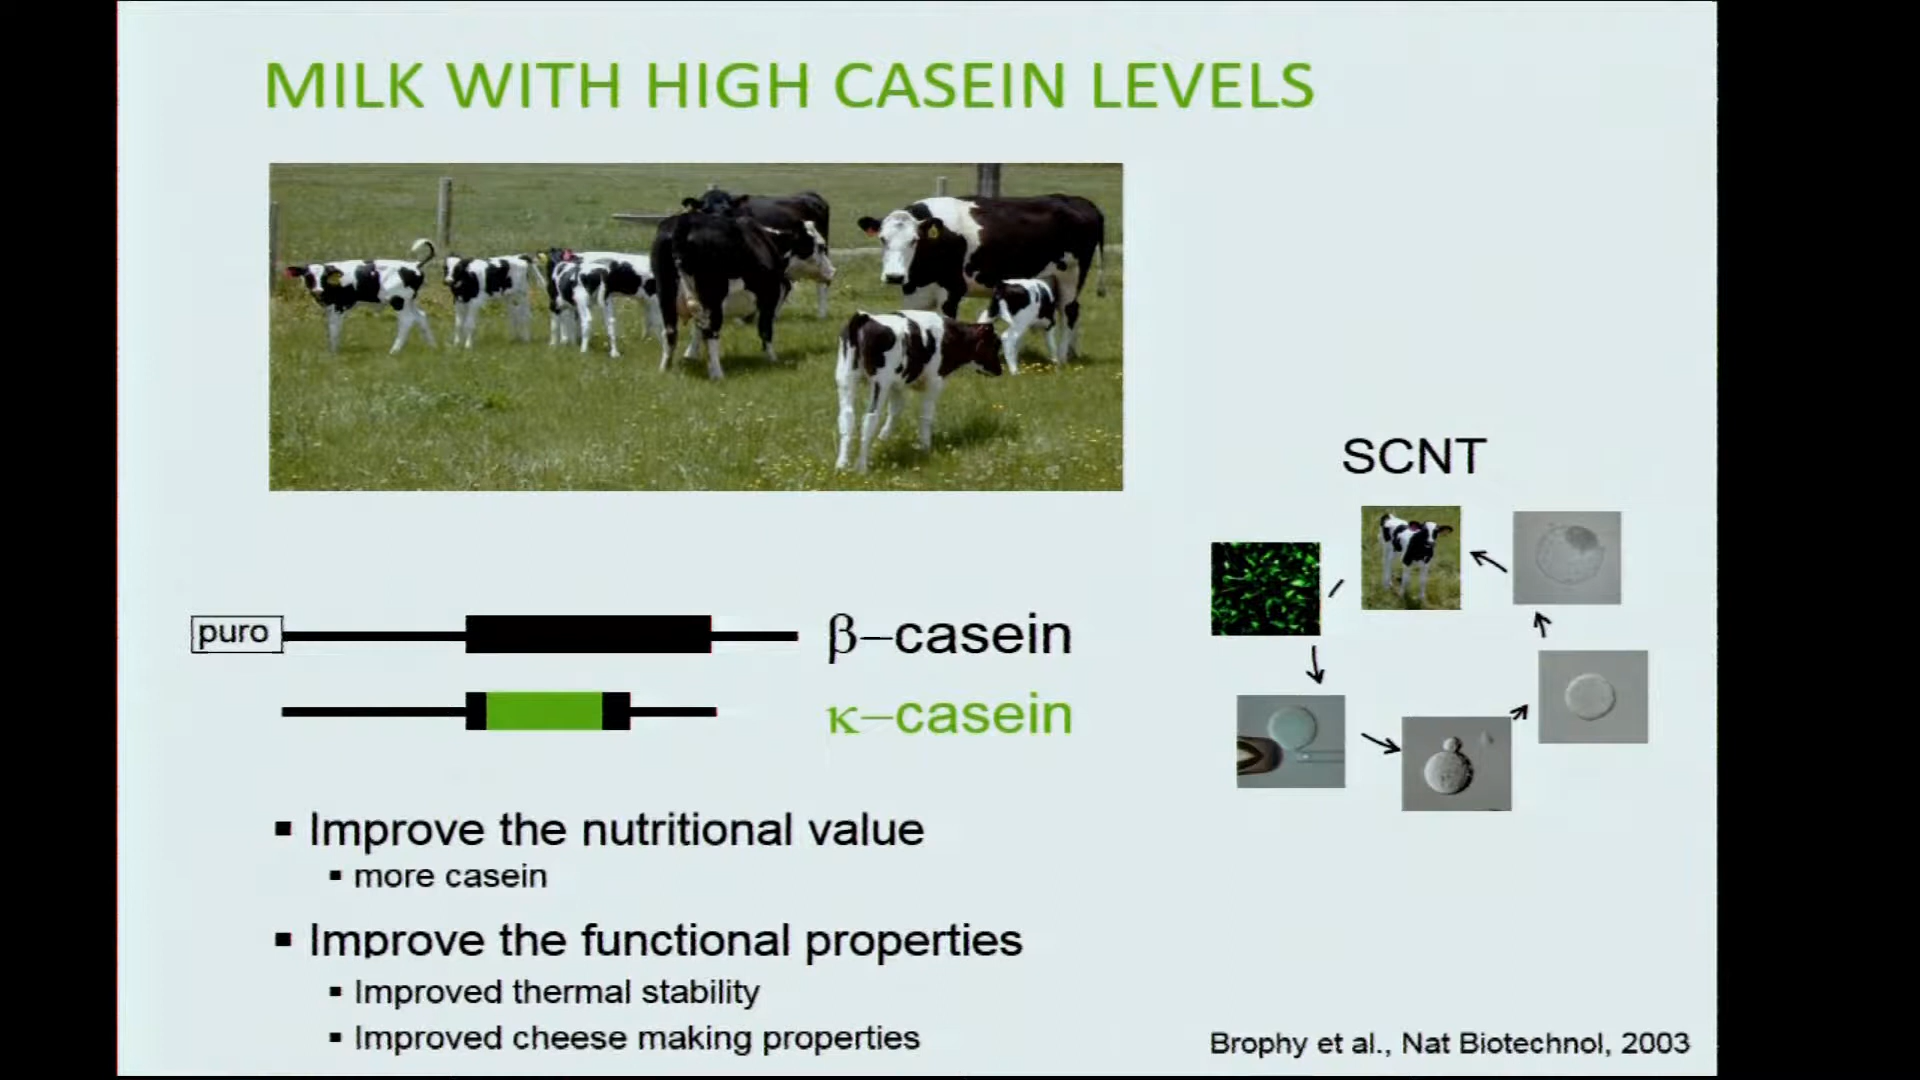 MILK WITH HIGH CASEIN LEVELS
SCNT
puro
β–casein
κ–casein
▪ Improve the nutritional value
▪ more casein
▪ Improve the functional properties
▪ Improved thermal stability
▪ Improved cheese making properties
Brophy et al., Nat Biotechnol, 2003